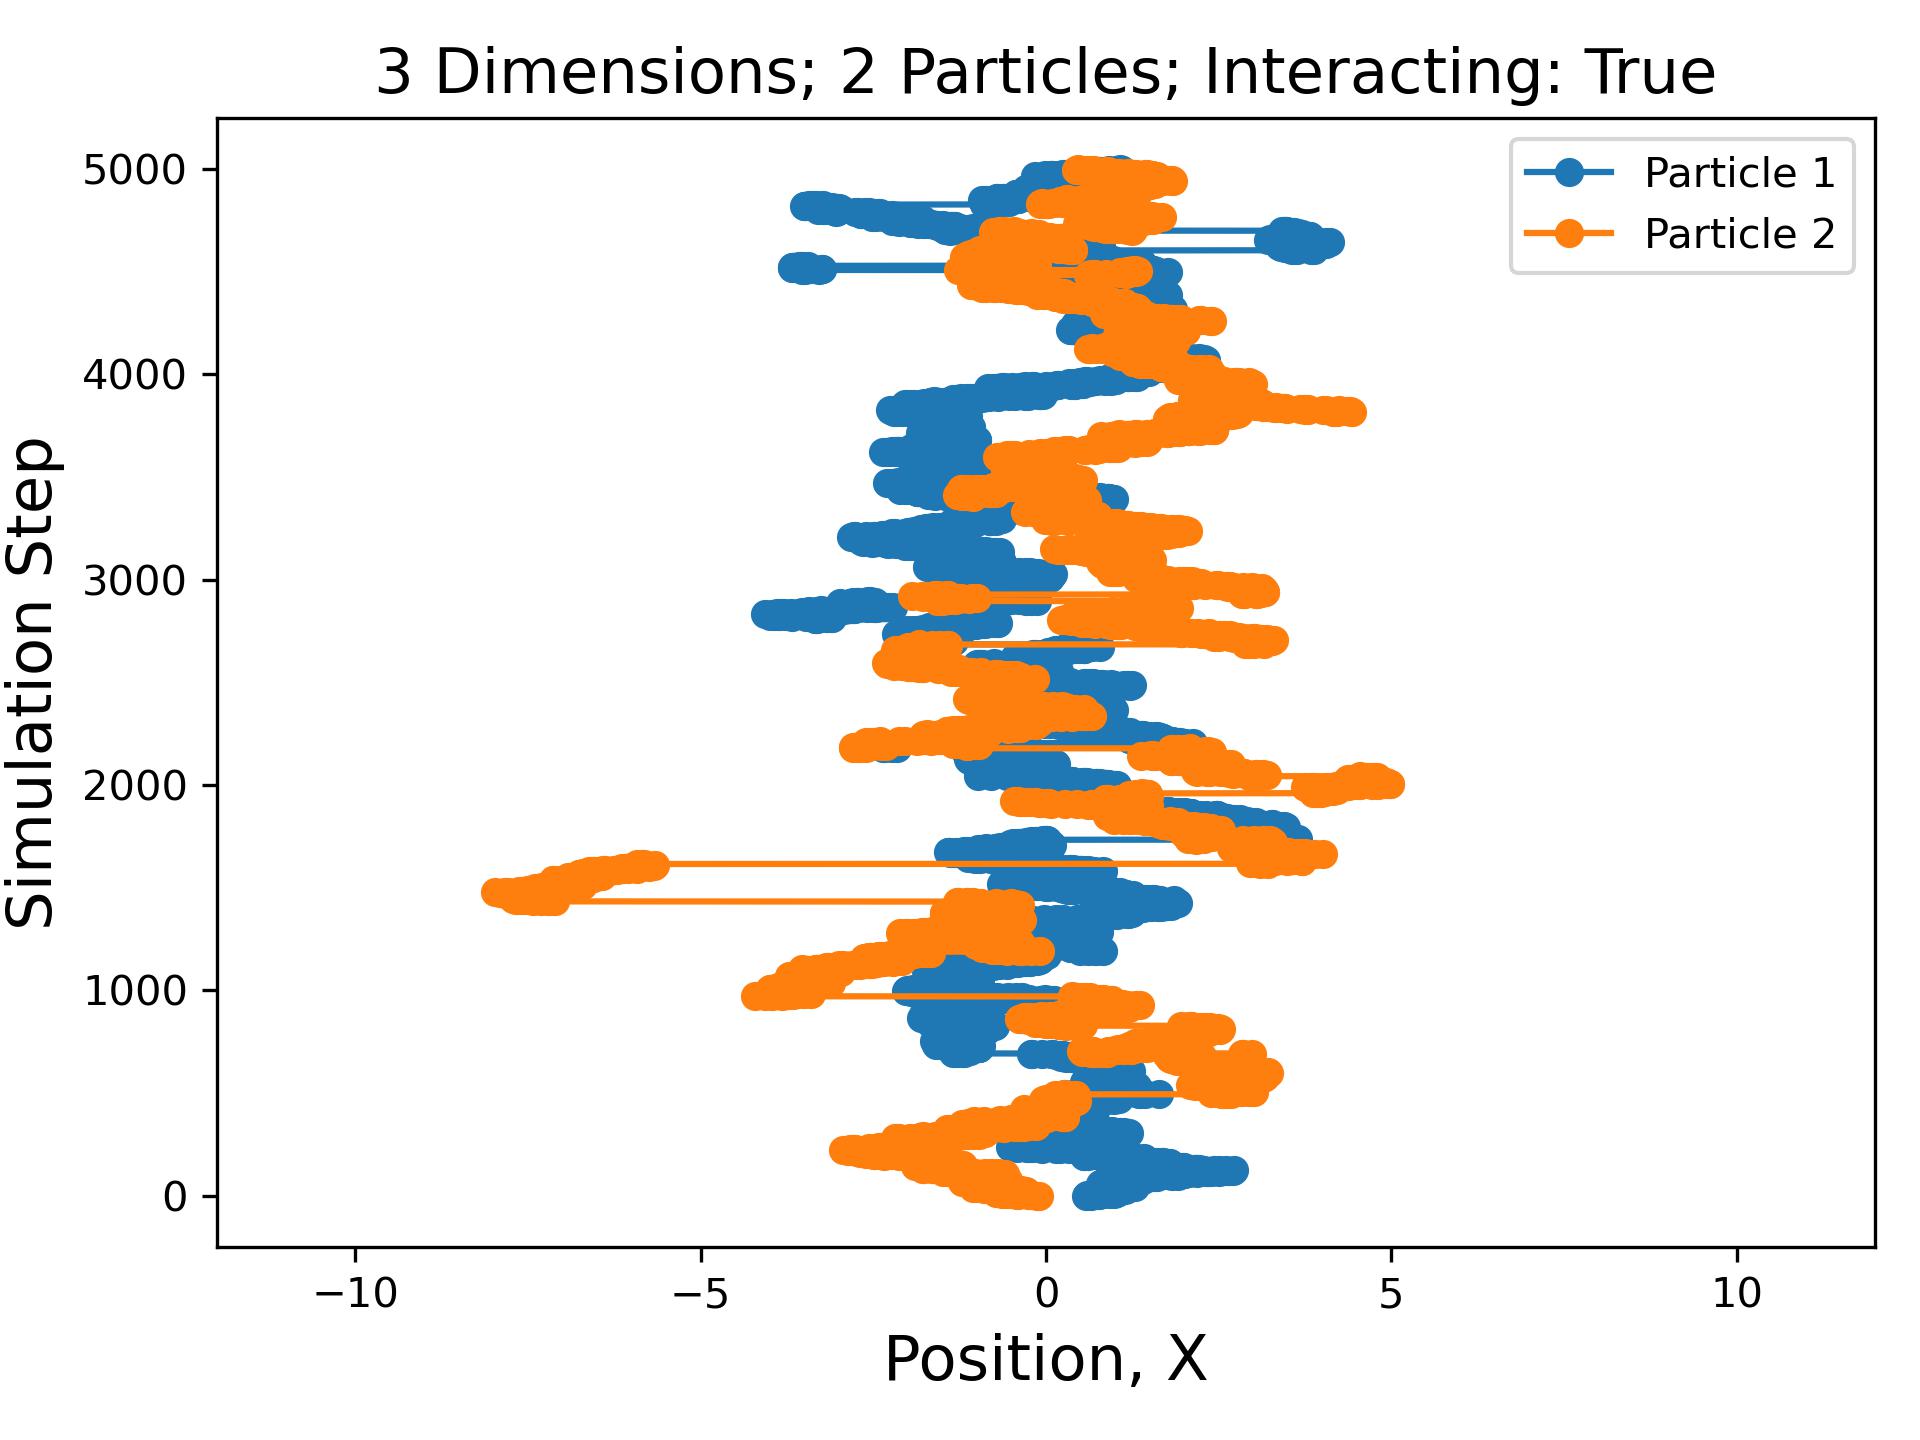 3 Dimensions; 2 Particles; Interacting: True
Particle 1
Particle 2
Simulation Step
5000
4000
3000
2000
1000
0
−10
−5
0
5
10
Position, X